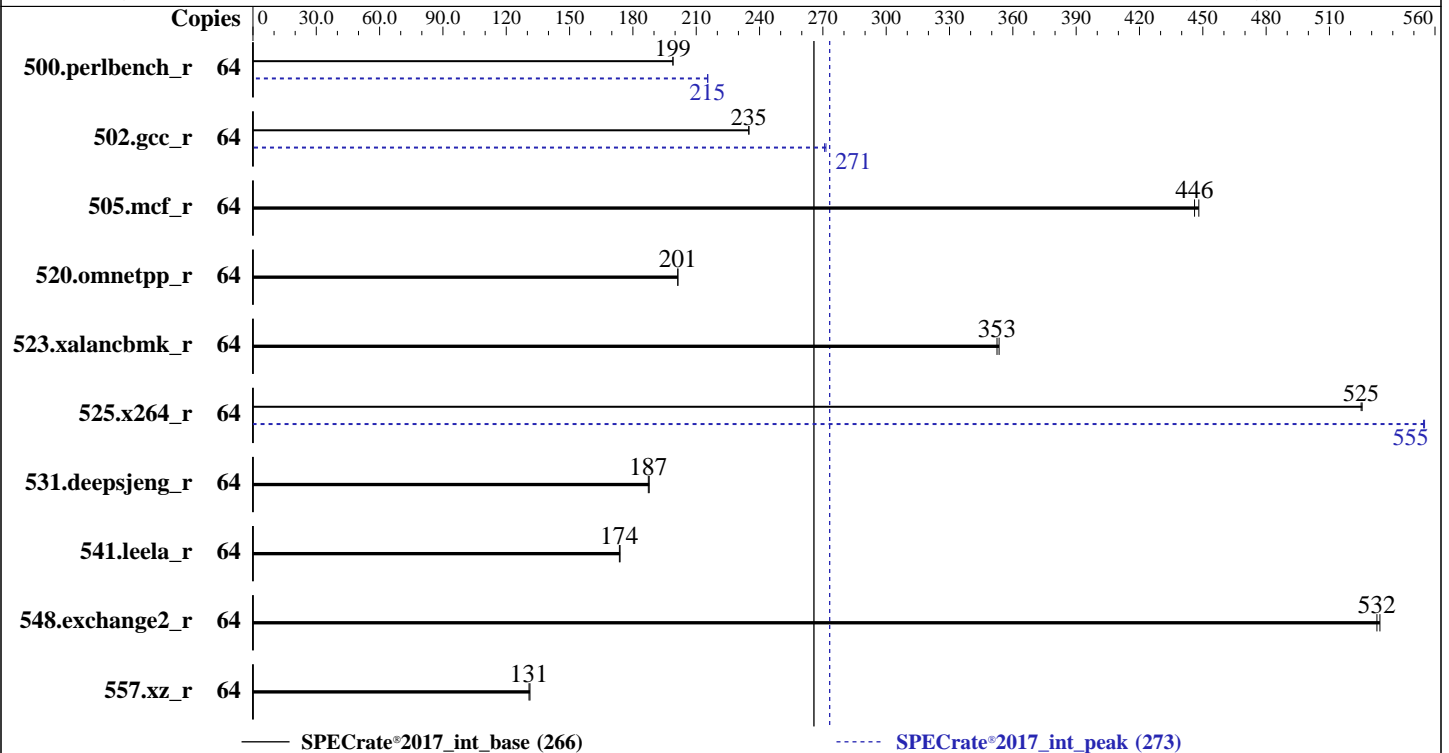 Copies 0 30.0 60.0 90.0 120 150 180 210 240 270 300 330 360 390 420 450 480 510 560
199
500.perlbench_r 64
215
235
502.gcc_r 64
271
446
505.mcf_r 64
201
520.omnetpp_r 64
353
523.xalancbmk_r 64
525
525.x264_r 64
555
187
531.deepsjeng_r 64
174
541.leela_r 64
532
548.exchange2_r 64
131
557.xz_r 64
SPECrate®2017_int_base (266) SPECrate®2017_int_peak (273)